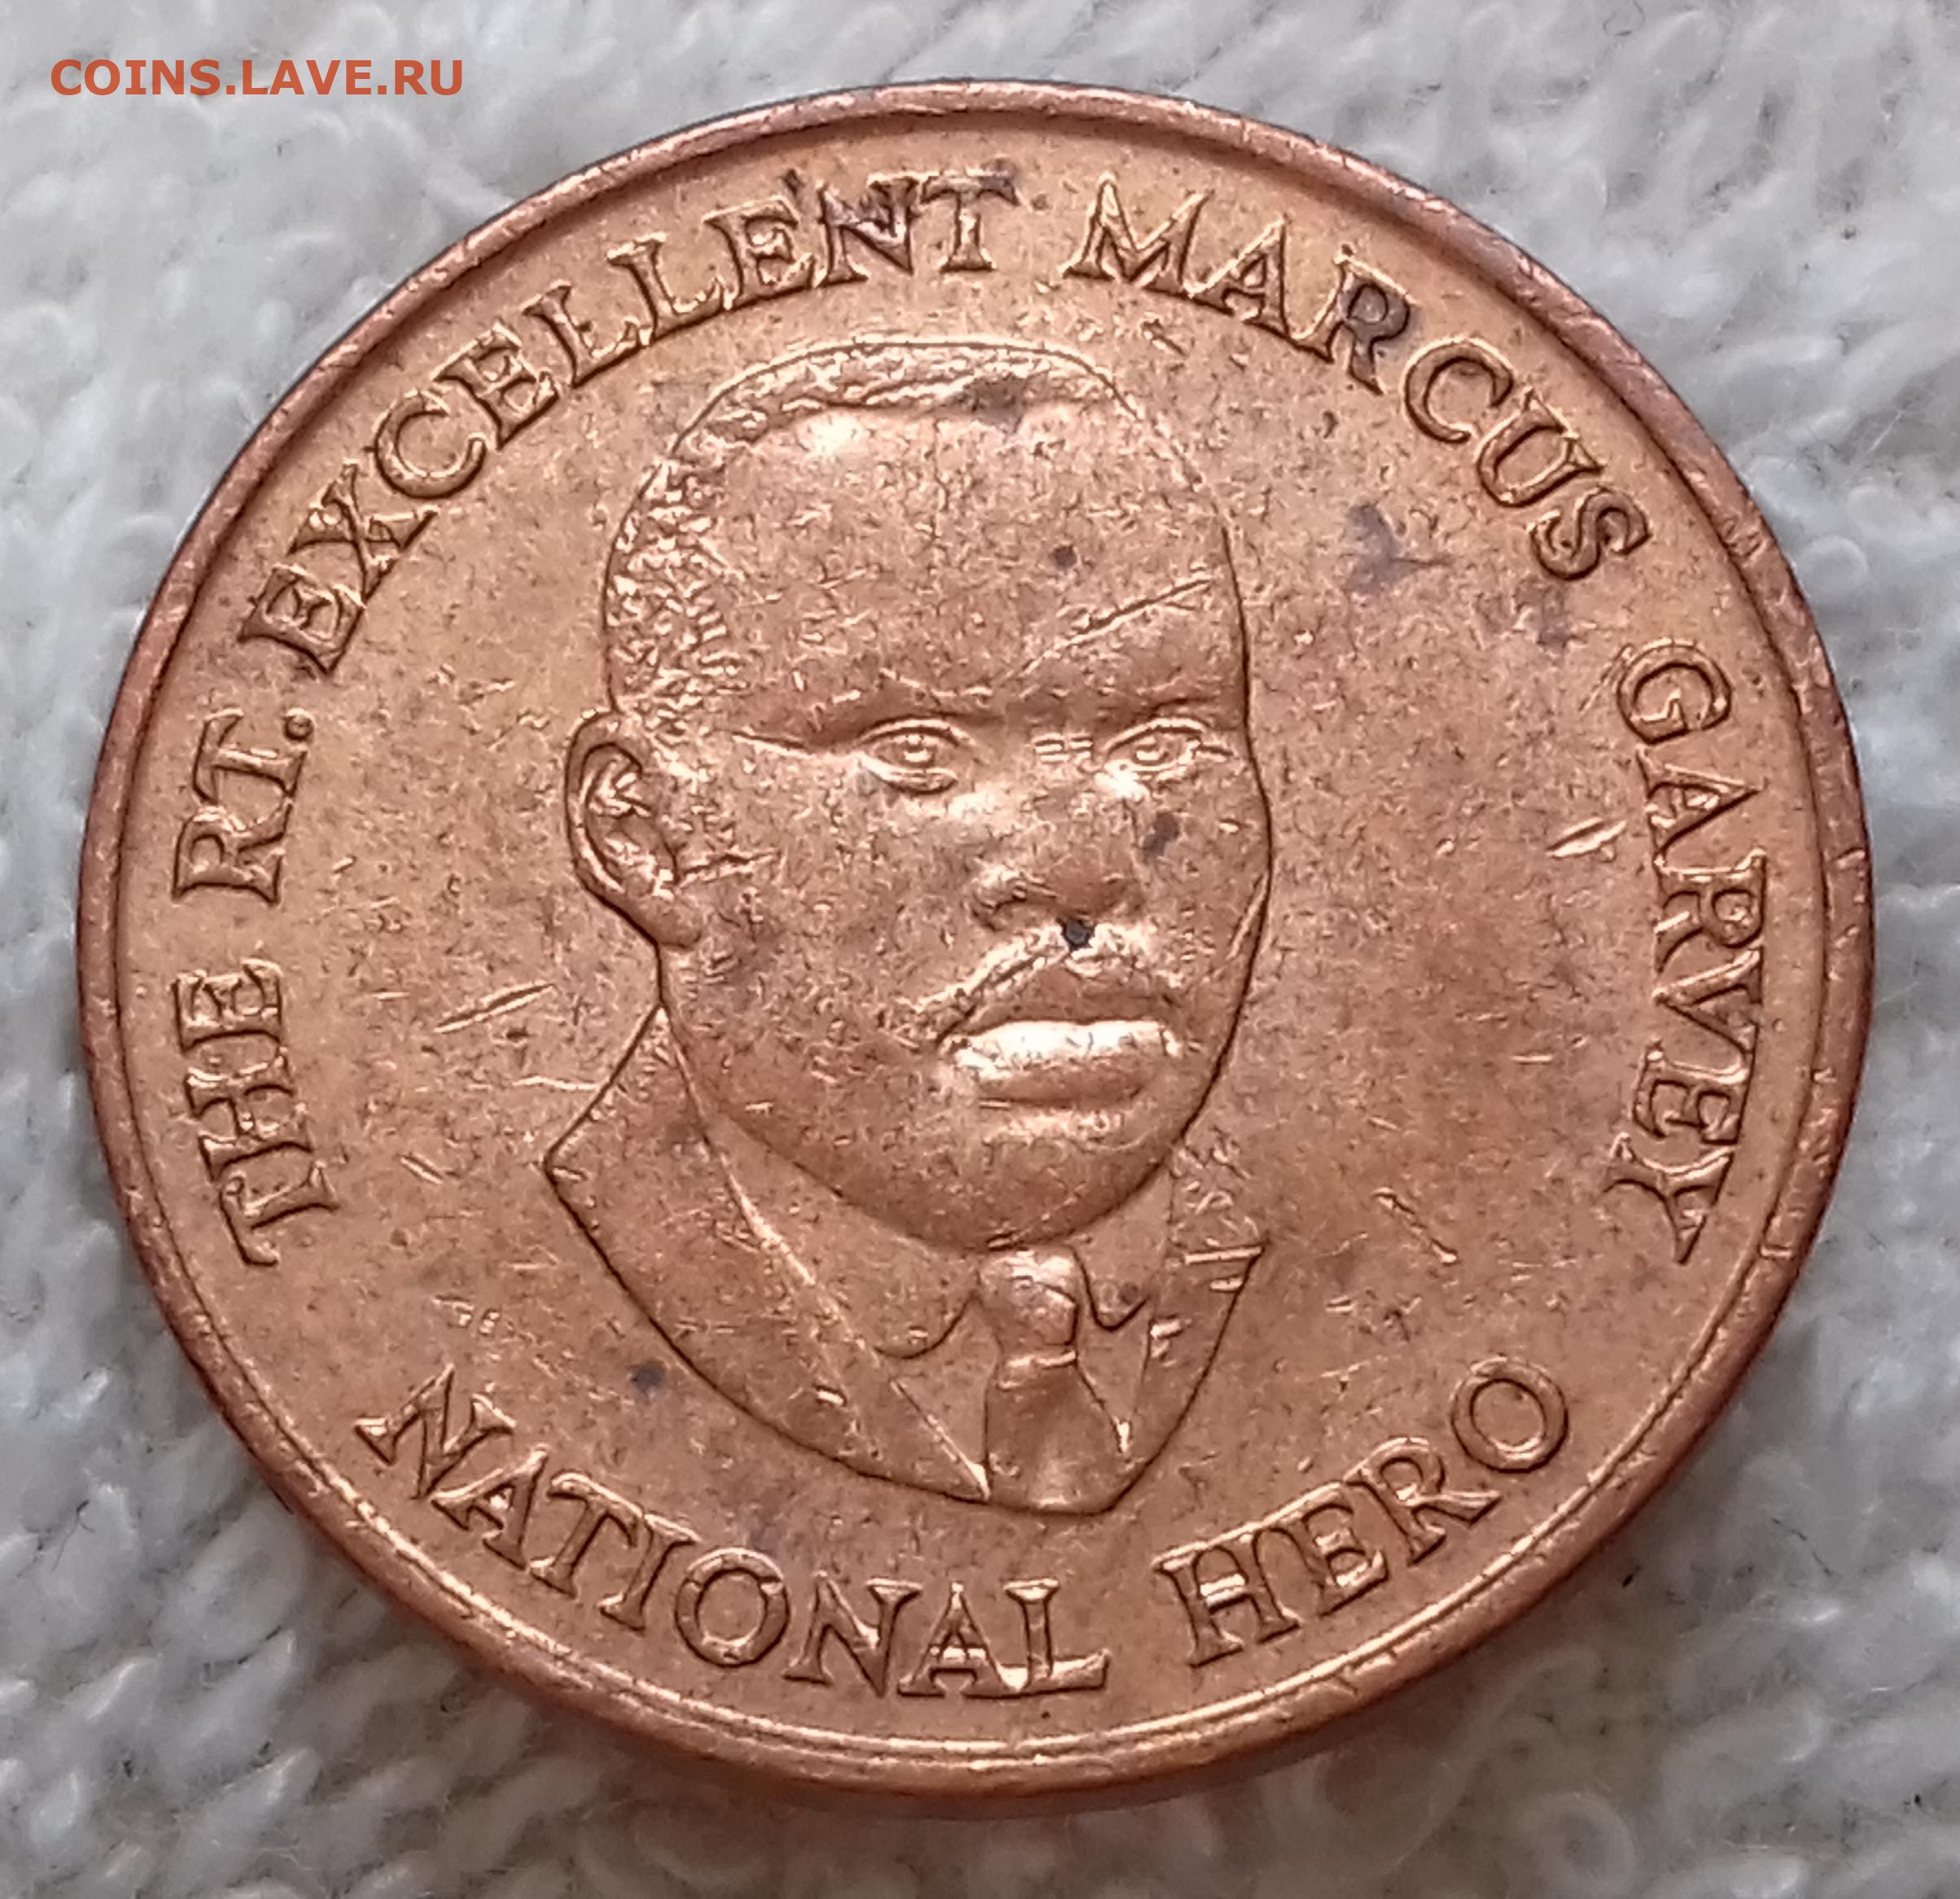 COINS.LAVE.RU
THE RT. EXCELLENT MARCUS GARVEY
NATIONAL HERO